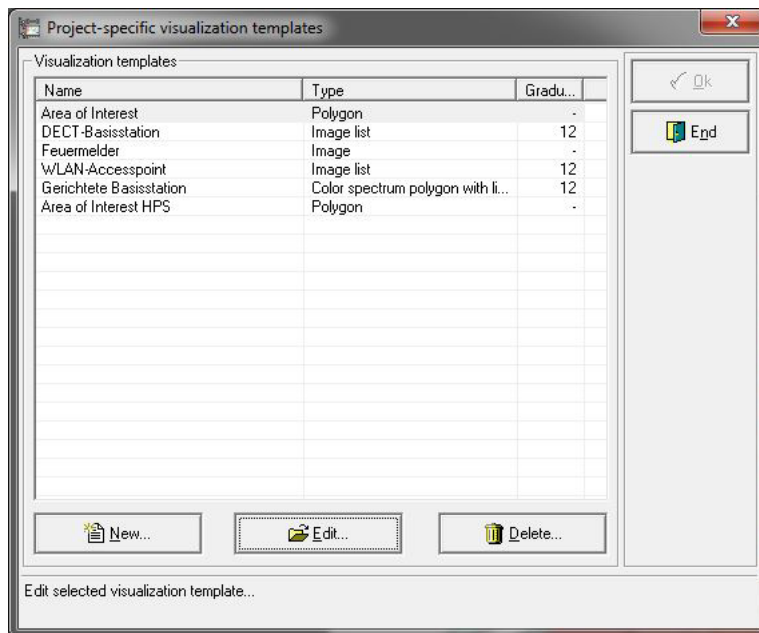 Project-specific visualization templates
Visualization templates
Name Type Gradu...
Area of Interest Polygon -
DECT-Basisstation Image list 12
Feuermelder Image -
WLAN-Accesspoint Image list 12
Gerichtete Basisstation Color spectrum polygon with li... 12
Area of Interest HPS Polygon -
Ok
End
New... Edit... Delete...
Edit selected visualization template...